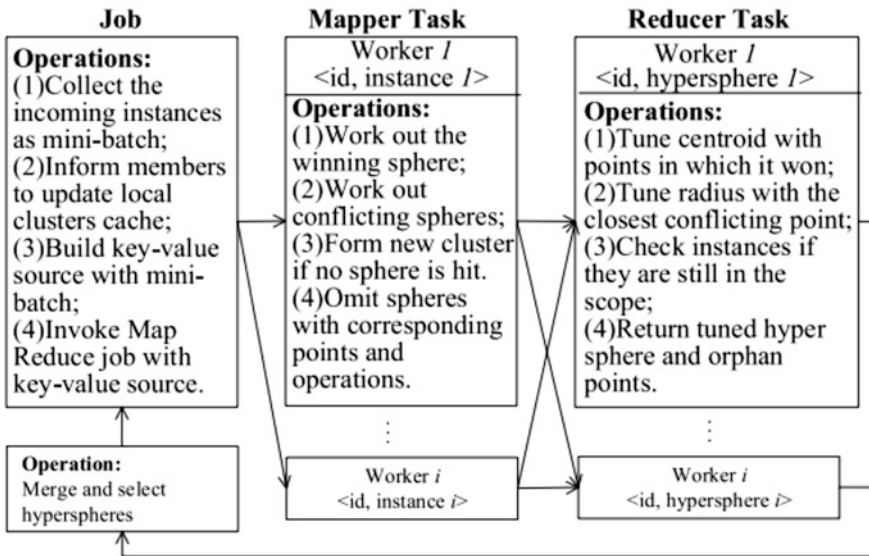 Job
Operations:
(1)Collect the
incoming instances
as mini-batch;
(2)Inform members
to update local
clusters cache;
(3)Build key-value
source with mini-
batch;
(4)Invoke Map
Reduce job with
key-value source.
Operation:
Merge and select
hyperspheres
Mapper Task
Worker 1
<id, instance 1>
Operations:
(1)Work out the
winning sphere;
(2)Work out
conflicting spheres;
(3)Form new cluster
if no sphere is hit.
(4)Omit spheres
with corresponding
points and
operations.
⋮
Worker i
<id, instance i>
Reducer Task
Worker 1
<id, hypersphere 1>
Operations:
(1)Tune centroid with
points in which it won;
(2)Tune radius with the
closest conflicting point;
(3)Check instances if
they are still in the
scope;
(4)Return tuned hyper
sphere and orphan
points.
⋮
Worker i
<id, hypersphere i>